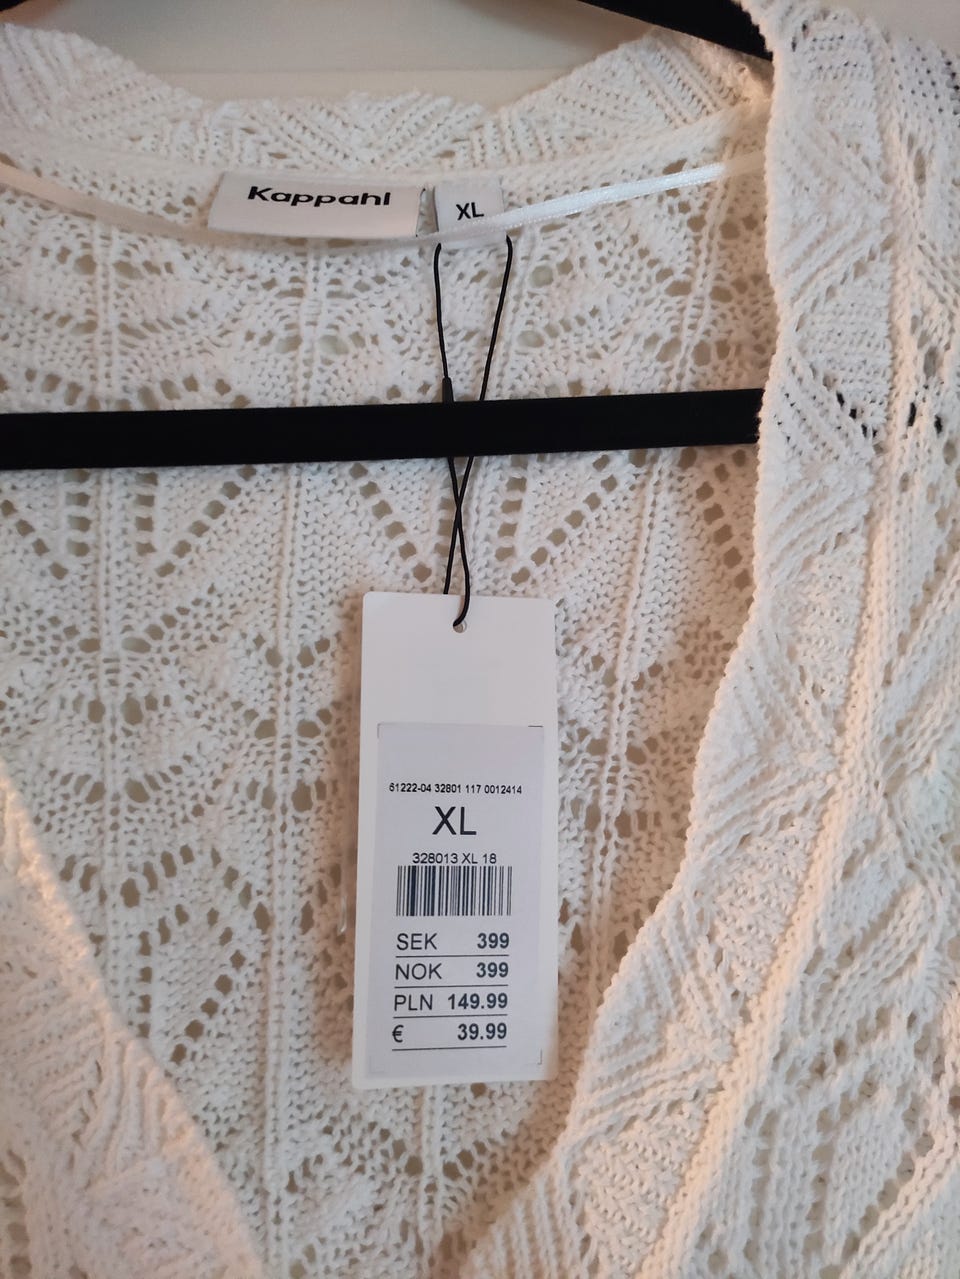 Kappahl
XL
61222-04 32801 117 0012414
XL
328013 XL 18
SEK 399
NOK 399
PLN 149.99
€ 39.99